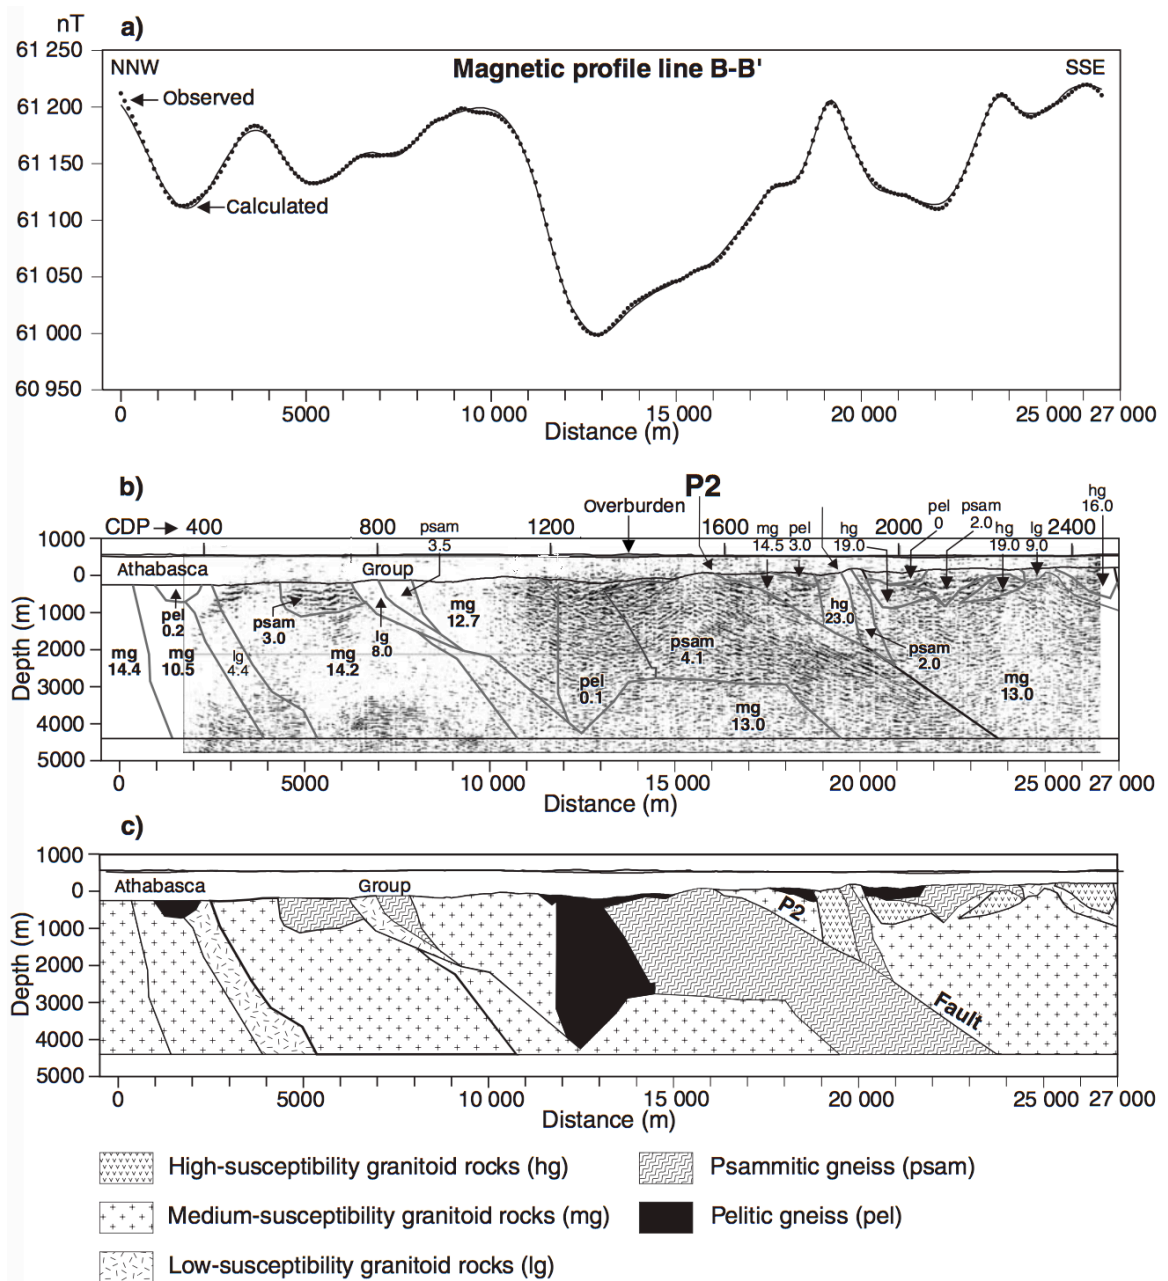 a)
nT
61 250
61 200
61 150
61 100
61 050
61 000
60 950
NNW
Magnetic profile line B-B'
SSE
Observed
Calculated
0 5000 10 000 15 000 20 000 25 000 27 000
Distance (m)
b)
P2
Overburden
CDP 400 800 1200 1600 2000 2400
psam
3.5
mg
14.5
pel
3.0
hg
19.0
pel
0
psam
2.0
hg
19.0
lg
9.0
hg
16.0
Depth (m)
1000
0
1000
2000
3000
4000
5000
Athabasca Group
mg
14.4
pel
0.2
mg
10.5
lg
4.4
psam
3.0
mg
14.2
lg
8.0
mg
12.7
pel
0.1
psam
4.1
mg
13.0
hg
23.0
psam
2.0
mg
13.0
0 5000 10 000 15 000 20 000 25 000 27 000
Distance (m)
c)
Depth (m)
1000
0
1000
2000
3000
4000
5000
Athabasca Group
P2
Fault
0 5000 10 000 15 000 20 000 25 000 27 000
Distance (m)
High-susceptibility granitoid rocks (hg)
Medium-susceptibility granitoid rocks (mg)
Low-susceptibility granitoid rocks (lg)
Psammitic gneiss (psam)
Pelitic gneiss (pel)